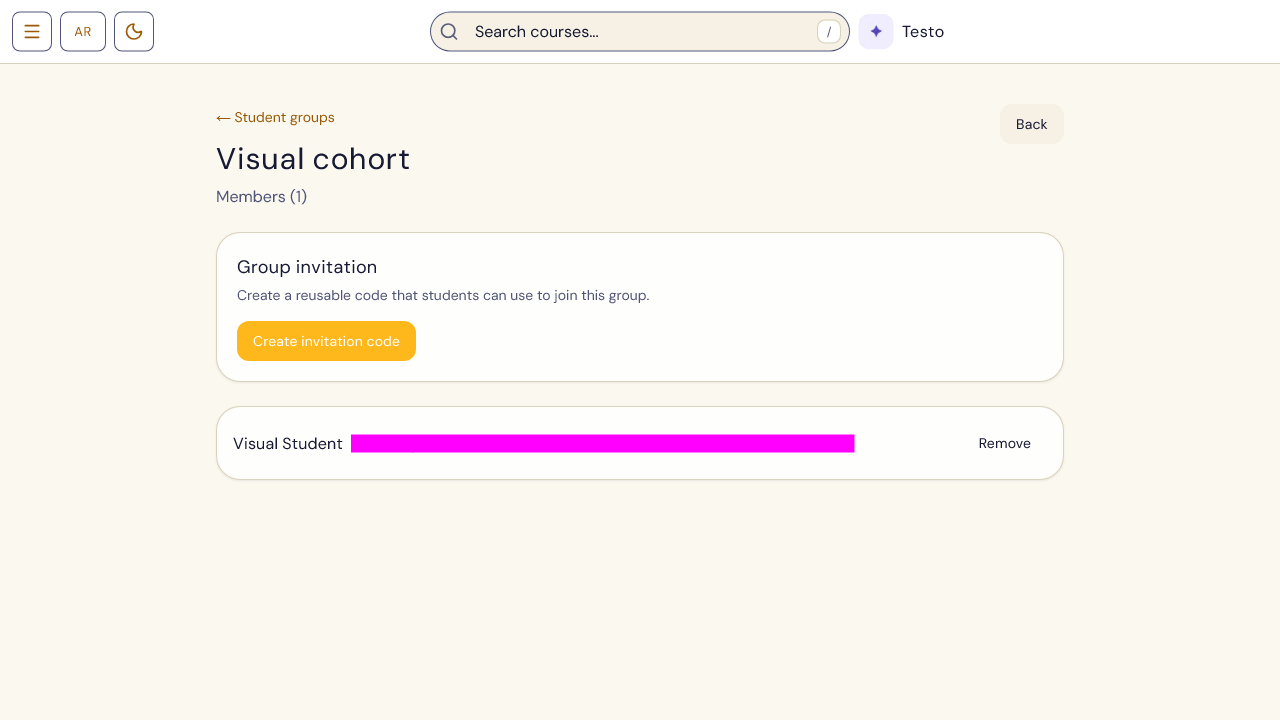 AR
Search courses...
/
Testo
← Student groups
Back
Visual cohort
Members (1)
Group invitation
Create a reusable code that students can use to join this group.
Create invitation code
Visual Student
Remove